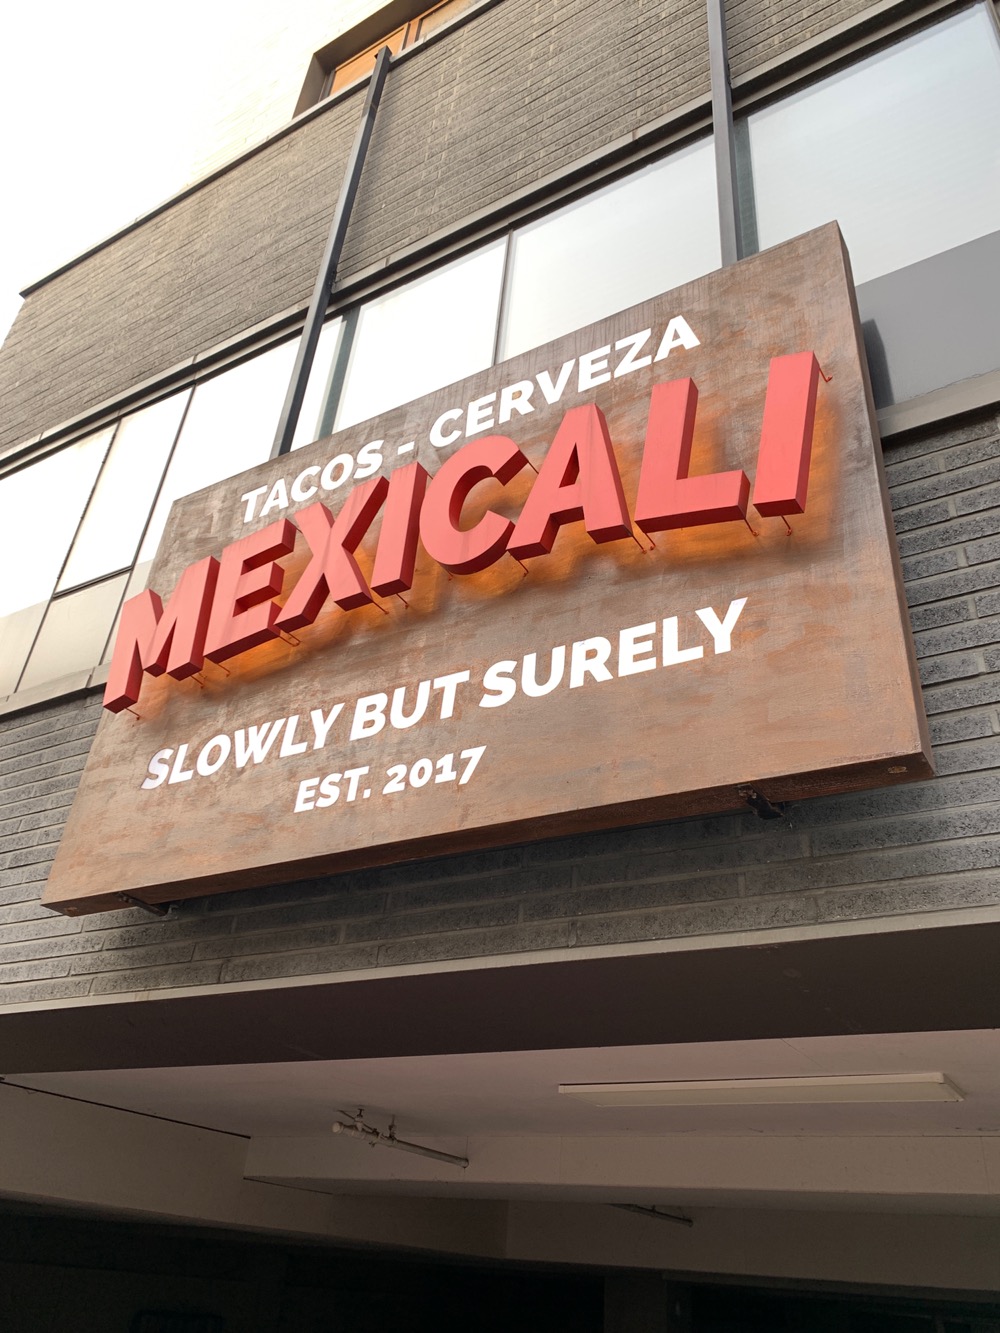 TACOS - CERVEZA
MEXICALI
SLOWLY BUT SURELY
EST. 2017